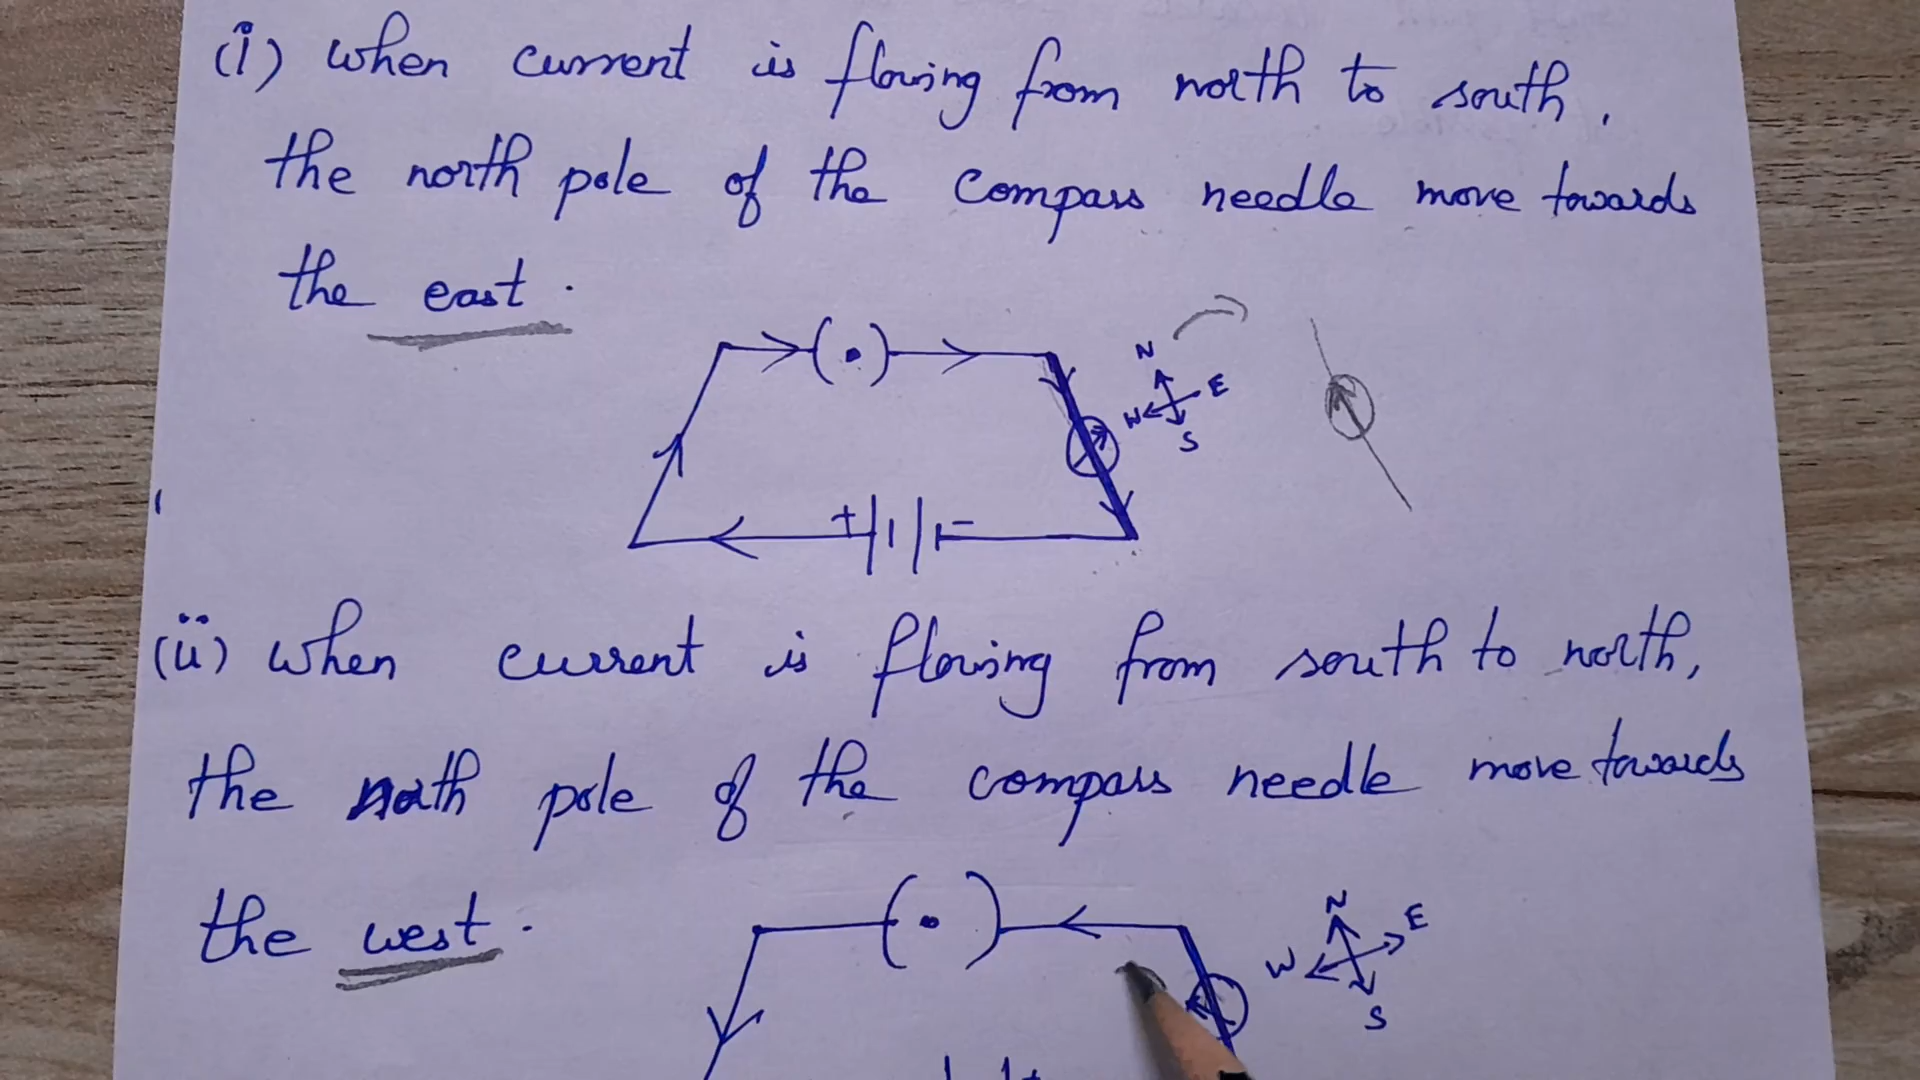 (i) when current is flowing from north to south,
the north pole of the compass needle move towards
the east.
N
E
W
S
+ -
(ii) when current is flowing from south to north,
the north pole of the compass needle move towards
the west.
N
E
W
S
+